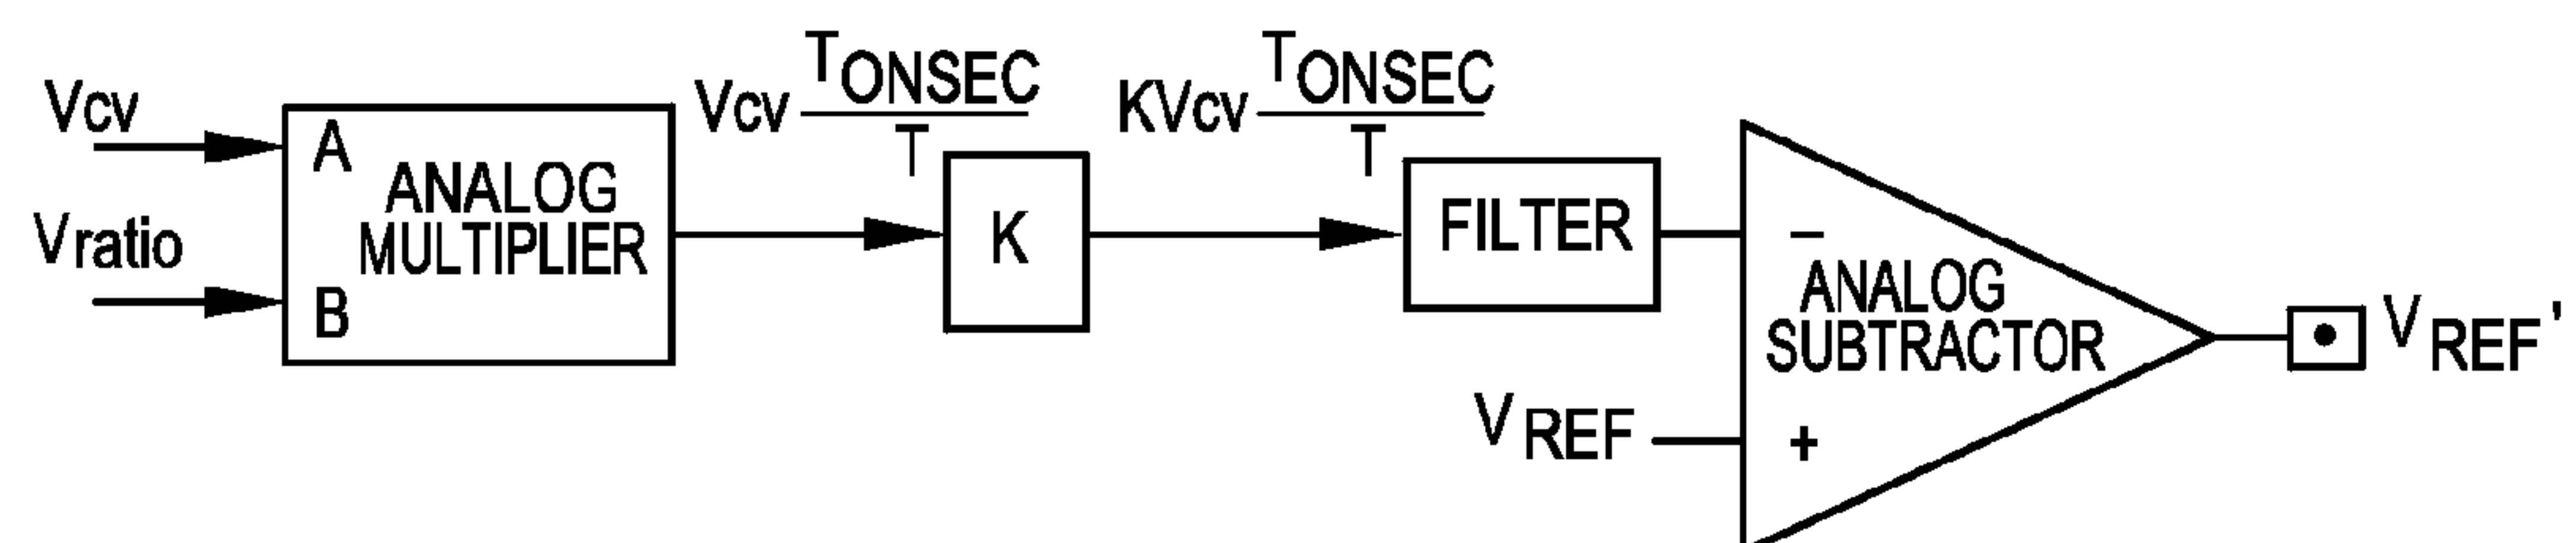 Vcv
A
ANALOG
MULTIPLIER
Vratio
B
Vcv TONSEC
T
K
KVcv TONSEC
T
FILTER
−
ANALOG
SUBTRACTOR
VREF
+
VREF'